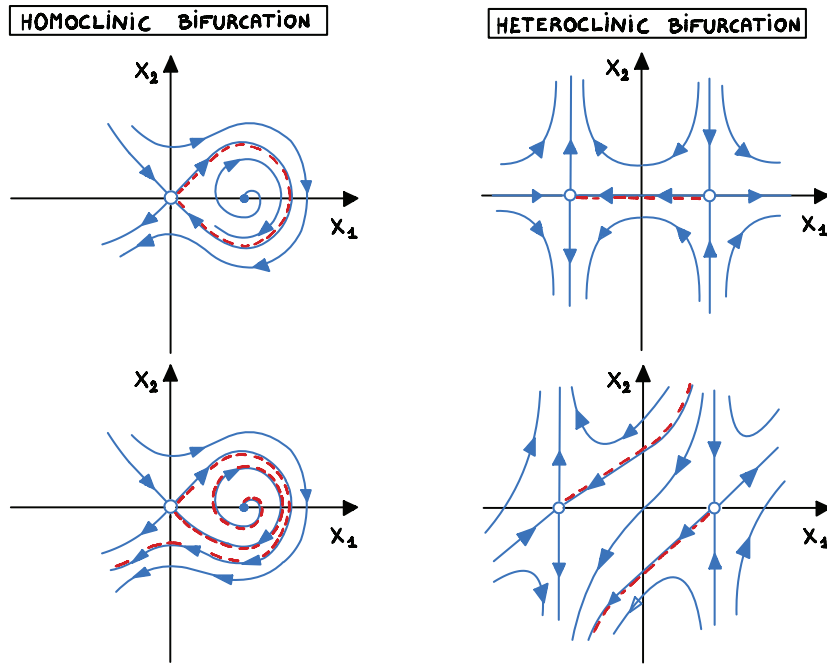 HOMOCLiNiC BiFURCATiON
HETEROCLiNiC BiFURCATiON
X2
X1
X2
X1
X2
X1
X2
X1